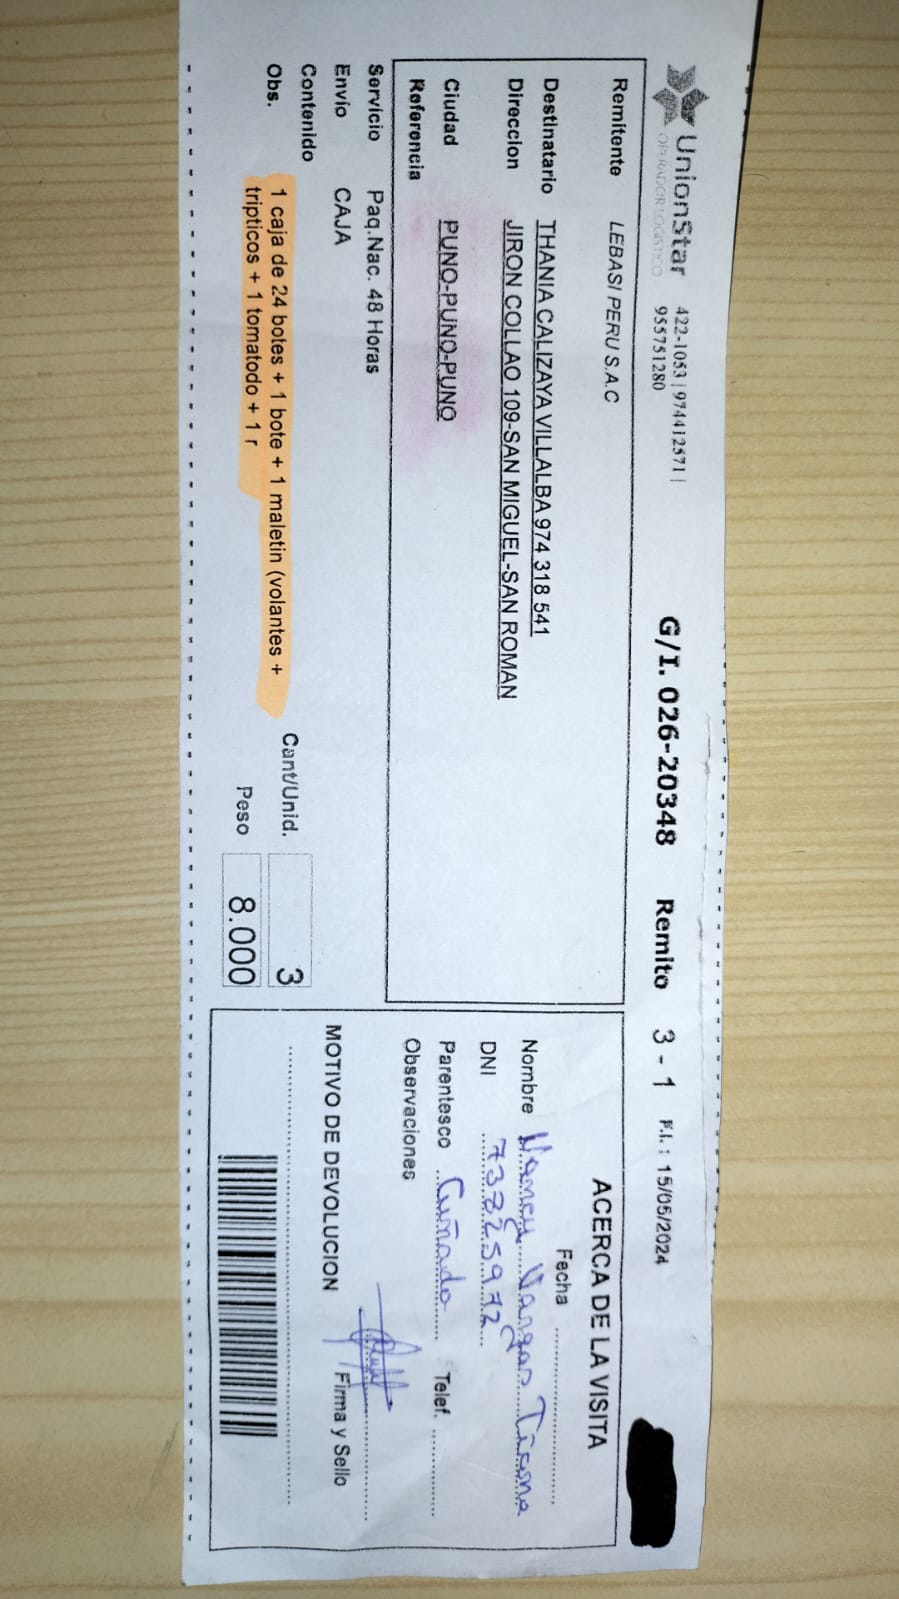 UnionStar
OPERADOR LOGISTICO
422-1053 | 974412571 |
955751280
G/I. 026-20348 Remito 3 - 1 F.I. : 15/05/2024
Remitente LEBASI PERU S.A.C
Destinatario THANIA CALIZAYA VILLALBA 974 318 541
Direccion JIRON COLLAO 109-SAN MIGUEL-SAN ROMAN
Ciudad PUNO-PUNO-PUNO
Referencia
Servicio Paq.Nac. 48 Horas
Envio CAJA
Contenido
Obs. 1 caja de 24 botes + 1 bote + 1 maletin (volantes +
tripticos + 1 tomatodo + 1 r
Cant/Unid. 3
Peso 8.000
ACERCA DE LA VISITA
Fecha
Nombre Vargas
DNI
Parentesco Cuñado Telef.
Observaciones
MOTIVO DE DEVOLUCION Firma y Sello